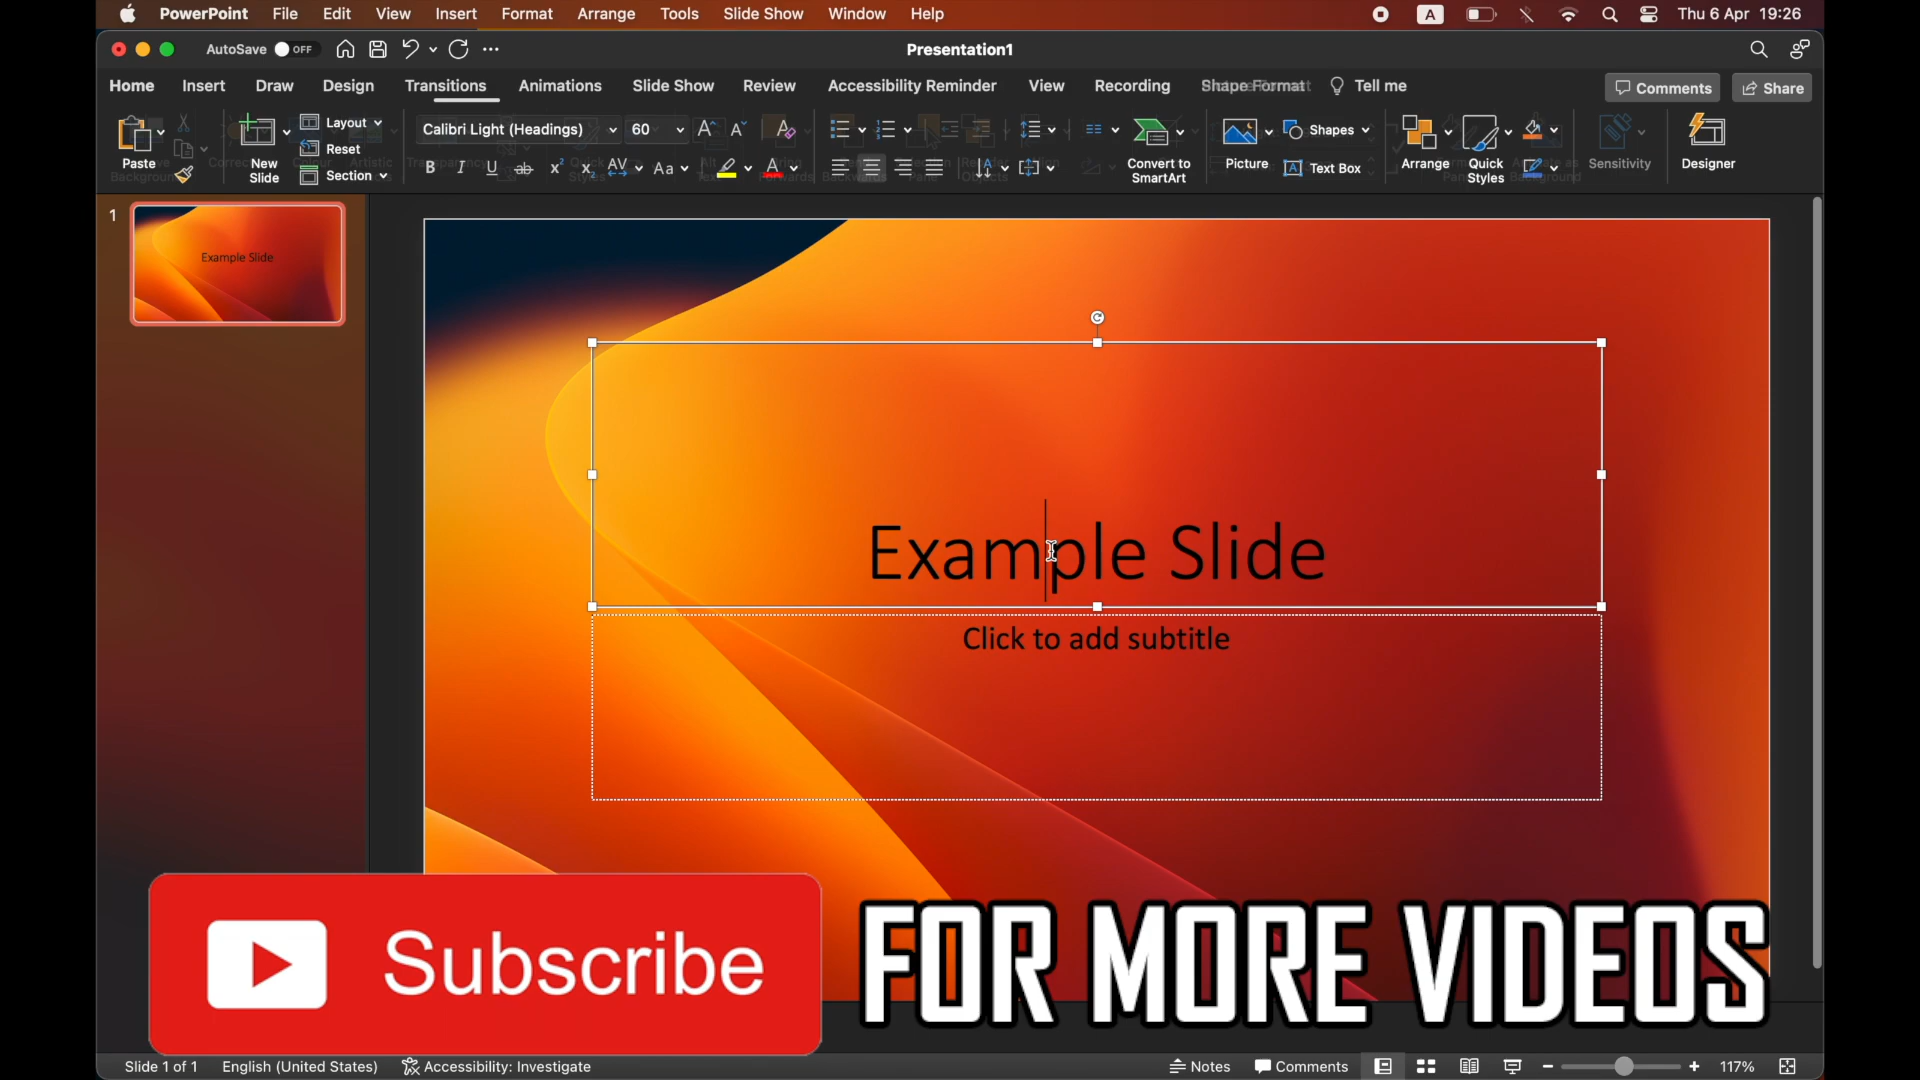 PowerPoint File Edit View Insert Format Arrange Tools Slide Show Window Help A Thu 6 Apr 19:26
AutoSave OFF Presentation1
Home Insert Draw Design Transitions Animations Slide Show Review Accessibility Reminder View Recording Shape Format Tell me Comments Share
Paste New Slide Layout Reset Section Calibri Light (Headings) 60 Convert to SmartArt Picture Shapes Text Box Arrange Quick Styles Sensitivity Designer
1
Example Slide
Example Slide
Click to add subtitle
Subscribe FOR MORE VIDEOS
Slide 1 of 1 English (United States) Accessibility: Investigate Notes Comments 117%